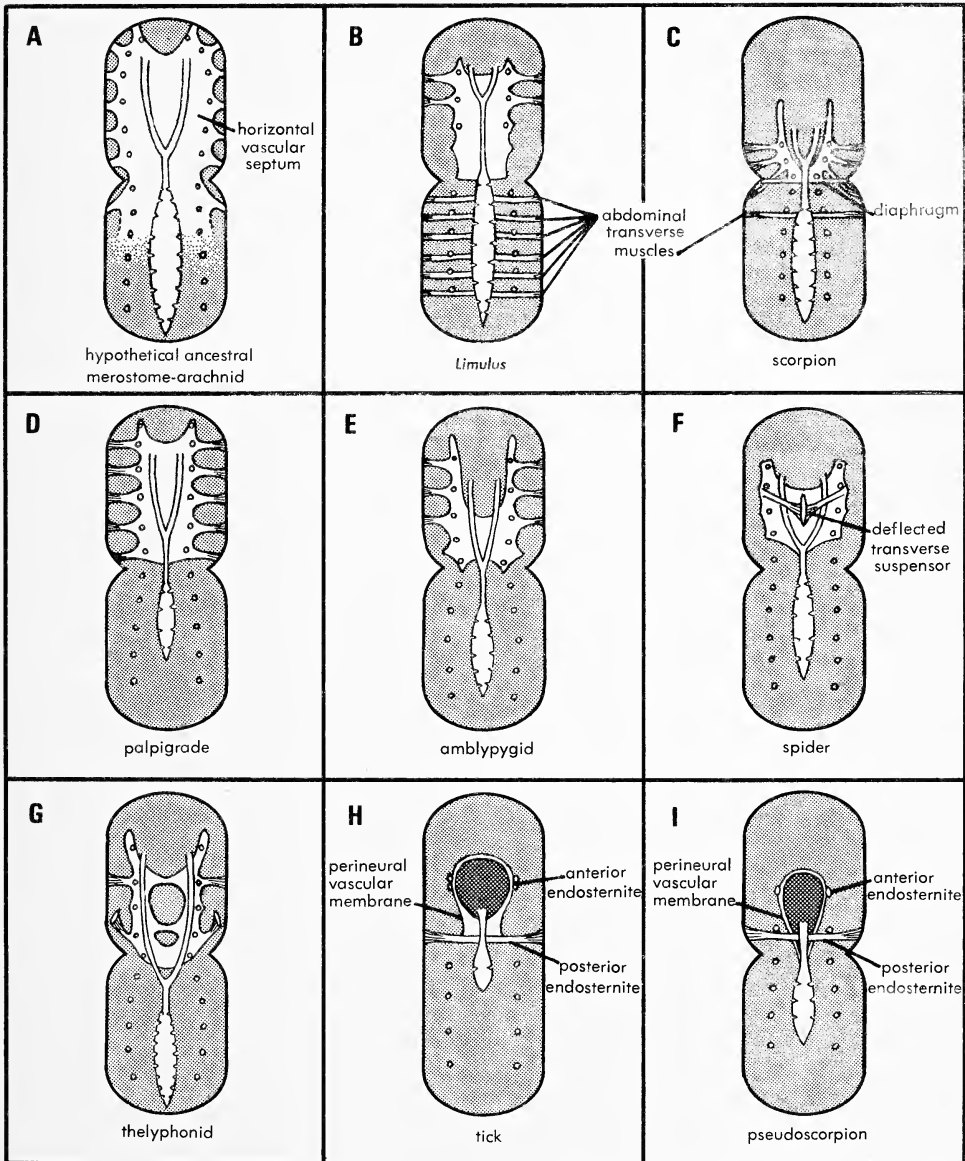 A
horizontal
vascular
septum
hypothetical ancestral
merostome-arachnid
B
abdominal
transverse
muscles
Limulus
C
diaphragm
scorpion
D
palpigrade
E
amblypygid
F
deflected
transverse
suspensor
spider
G
thelyphonid
H
perineural
vascular
membrane
anterior
endosternite
posterior
endosternite
tick
I
perineural
vascular
membrane
anterior
endosternite
posterior
endosternite
pseudoscorpion